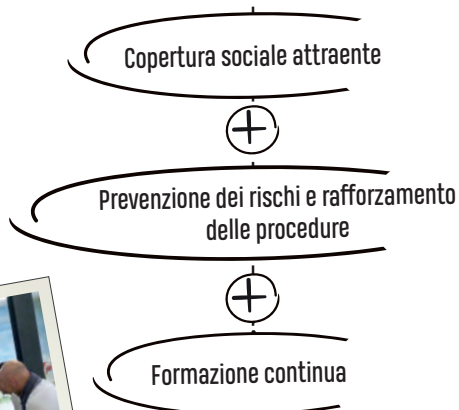 Copertura sociale attraente
+
Prevenzione dei rischi e rafforzamento
delle procedure
+
Formazione continua